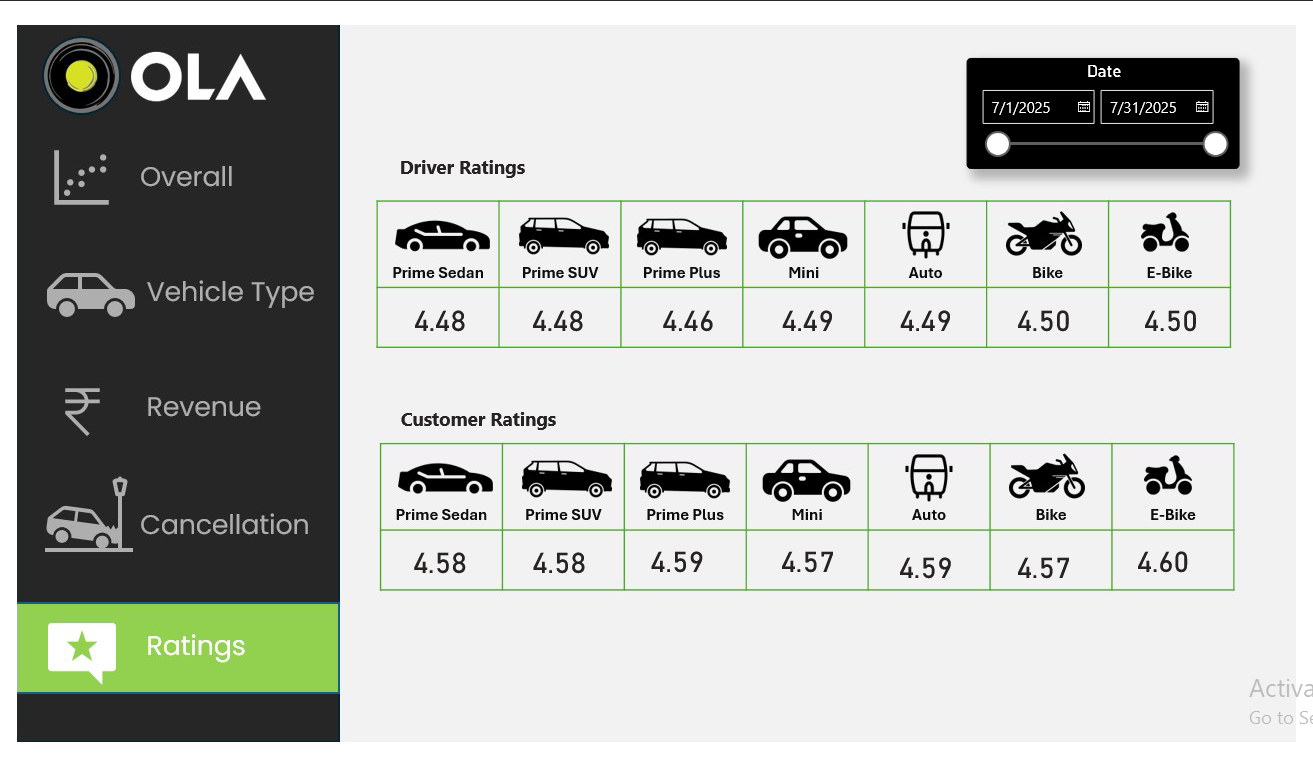 OLA
Overall
Vehicle Type
Revenue
Cancellation
Ratings
Date
7/1/2025 7/31/2025
Driver Ratings
Prime Sedan Prime SUV Prime Plus Mini Auto Bike E-Bike
4.48 4.48 4.46 4.49 4.49 4.50 4.50
Customer Ratings
Prime Sedan Prime SUV Prime Plus Mini Auto Bike E-Bike
4.58 4.58 4.59 4.57 4.59 4.57 4.60
Activa
Go to Se